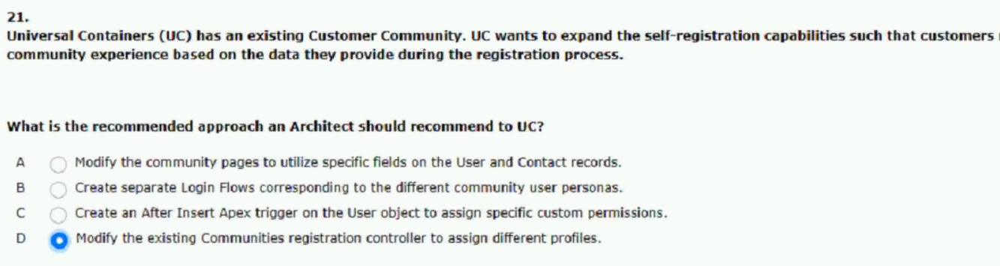 21.
Universal Containers (UC) has an existing Customer Community. UC wants to expand the self-registration capabilities such that customers
community experience based on the data they provide during the registration process.
What is the recommended approach an Architect should recommend to UC?
A Modify the community pages to utilize specific fields on the User and Contact records.
B Create separate Login Flows corresponding to the different community user personas.
C Create an After Insert Apex trigger on the User object to assign specific custom permissions.
D Modify the existing Communities registration controller to assign different profiles.